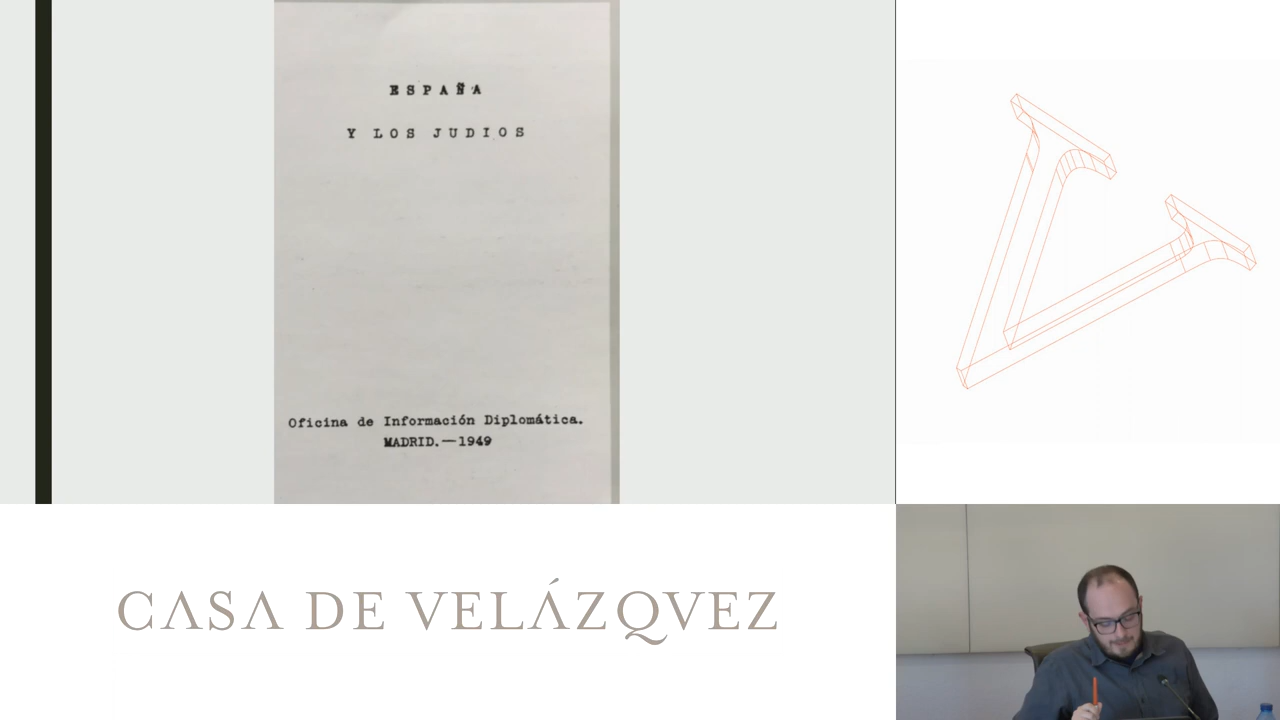 ESPAÑA
Y LOS JUDIOS
Oficina de Información Diplomática.
MADRID.—1949
CASA DE VELÁZQVEZ